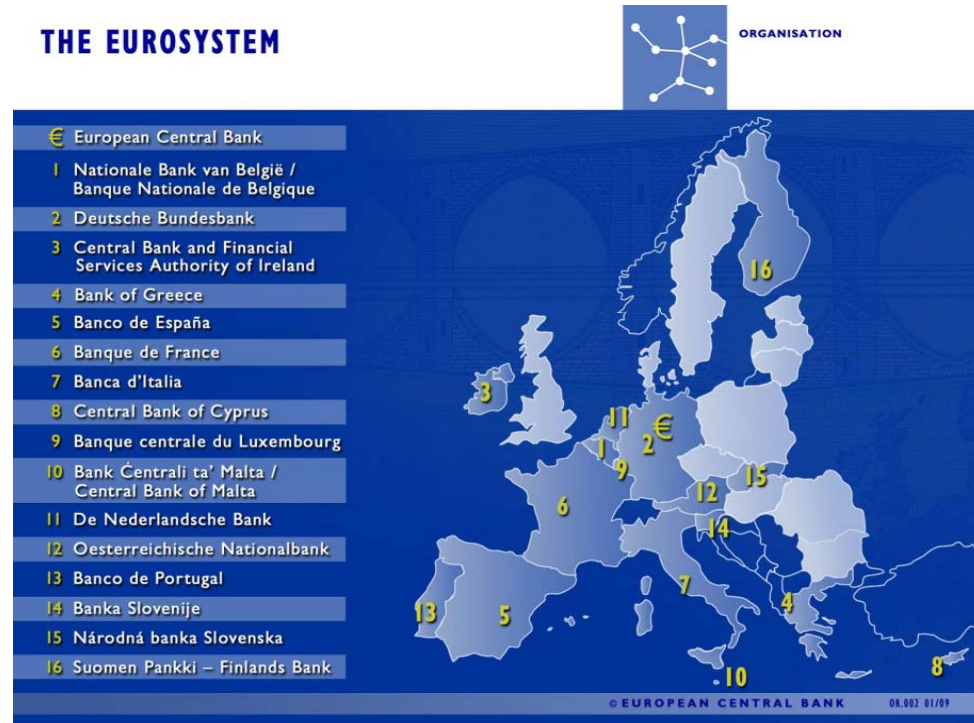 THE EUROSYSTEM
ORGANISATION
€ European Central Bank
1 Nationale Bank van België /
Banque Nationale de Belgique
2 Deutsche Bundesbank
3 Central Bank and Financial
Services Authority of Ireland
4 Bank of Greece
5 Banco de España
6 Banque de France
7 Banca d'Italia
8 Central Bank of Cyprus
9 Banque centrale du Luxembourg
10 Bank Ċentrali ta' Malta /
Central Bank of Malta
11 De Nederlandsche Bank
12 Oesterreichische Nationalbank
13 Banco de Portugal
14 Banka Slovenije
15 Národná banka Slovenska
16 Suomen Pankki – Finlands Bank
16
3
11
€
2
1
9
15
12
6
14
7
13
5
4
10
8
© EUROPEAN CENTRAL BANK OR.002 01/09